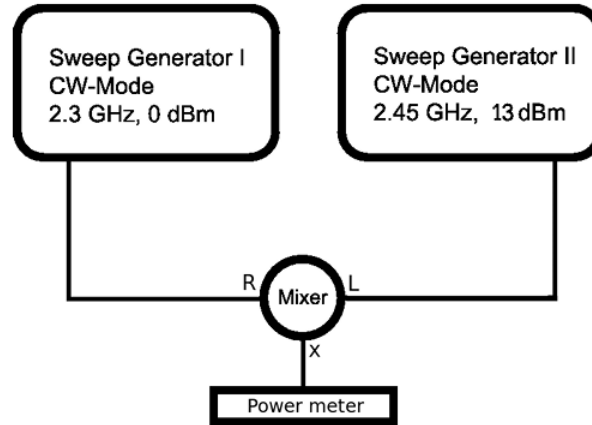 Sweep Generator I
CW-Mode
2.3 GHz, 0 dBm
Sweep Generator II
CW-Mode
2.45 GHz, 13 dBm
R
L
Mixer
X
Power meter